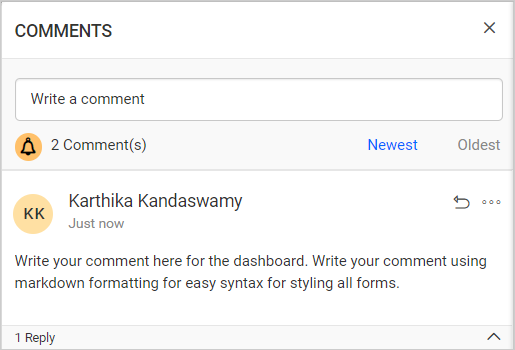 COMMENTS
Write a comment
2 Comment(s)
Newest
Oldest
KK
Karthika Kandaswamy
Just now
Write your comment here for the dashboard. Write your comment using
markdown formatting for easy syntax for styling all forms.
1 Reply